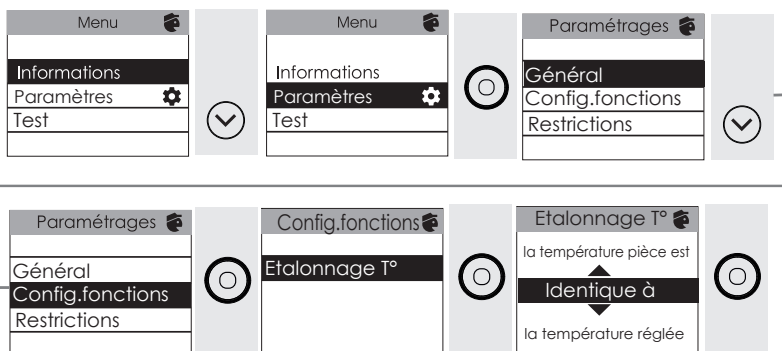 Menu
Informations
Paramètres
Test
Menu
Informations
Paramètres
Test
Paramétrages
Général
Config.fonctions
Restrictions
Paramétrages
Général
Config.fonctions
Restrictions
Config.fonctions
Etalonnage T°
Etalonnage T°
la température pièce est
Identique à
la température réglée